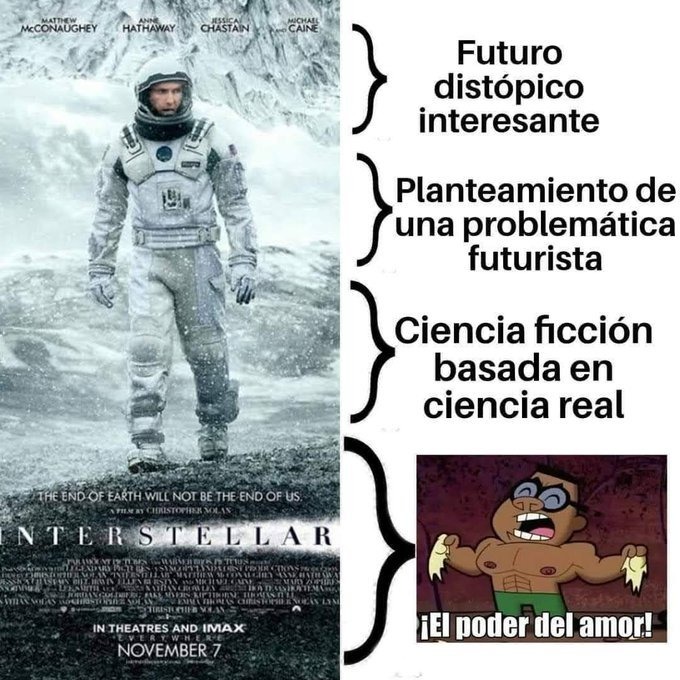 MATTHEW
McCONAUGHEY
ANNE
HATHAWAY
JESSICA
CHASTAIN
AND MICHAEL
CAINE
THE END OF EARTH WILL NOT BE THE END OF US.
A FILM BY CHRISTOPHER NOLAN
INTERSTELLAR
IN THEATRES AND IMAX
EVERYWHERE
NOVEMBER 7
Futuro
distópico
interesante
Planteamiento de
una problemática
futurista
Ciencia ficción
basada en
ciencia real
¡El poder del amor!